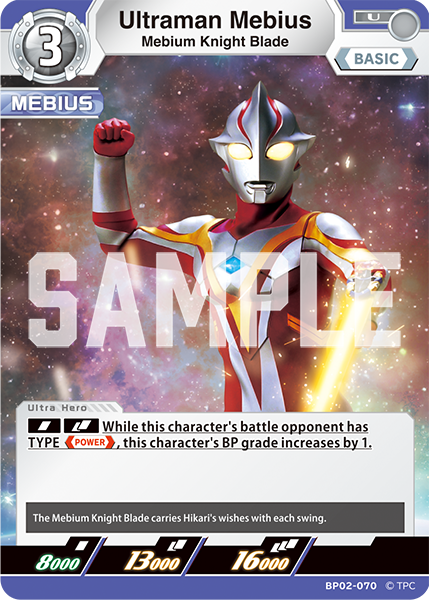 3
Ultraman Mebius
Mebium Knight Blade
U
BASIC
MEBIUS
SAMPLE
Ultra Hero
While this character's battle opponent has
TYPE POWER, this character's BP grade increases by 1.
The Mebium Knight Blade carries Hikari's wishes with each swing.
8000 13000 16000
BP02-070 © TPC